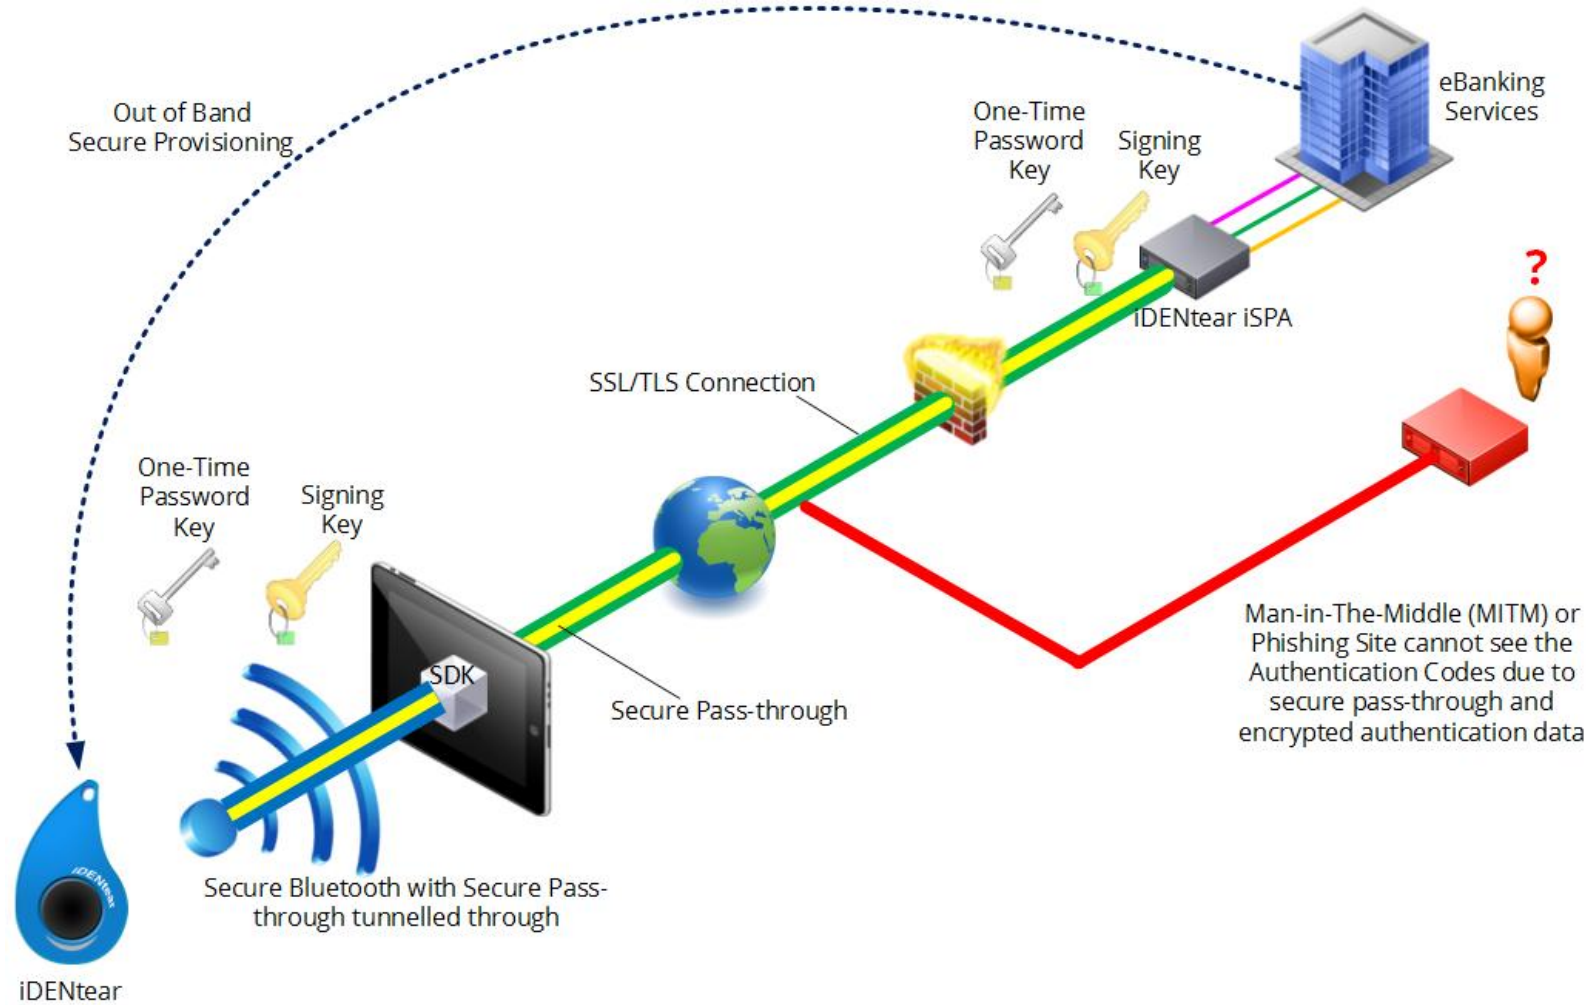 Out of Band
Secure Provisioning
One-Time
Password
Key
Signing
Key
eBanking
Services
iDENtear iSPA
?
SSL/TLS Connection
One-Time
Password
Key
Signing
Key
SDK
Secure Pass-through
Man-in-The-Middle (MITM) or
Phishing Site cannot see the
Authentication Codes due to
secure pass-through and
encrypted authentication data
Secure Bluetooth with Secure Pass-
through tunnelled through
iDENtear
iDENtear